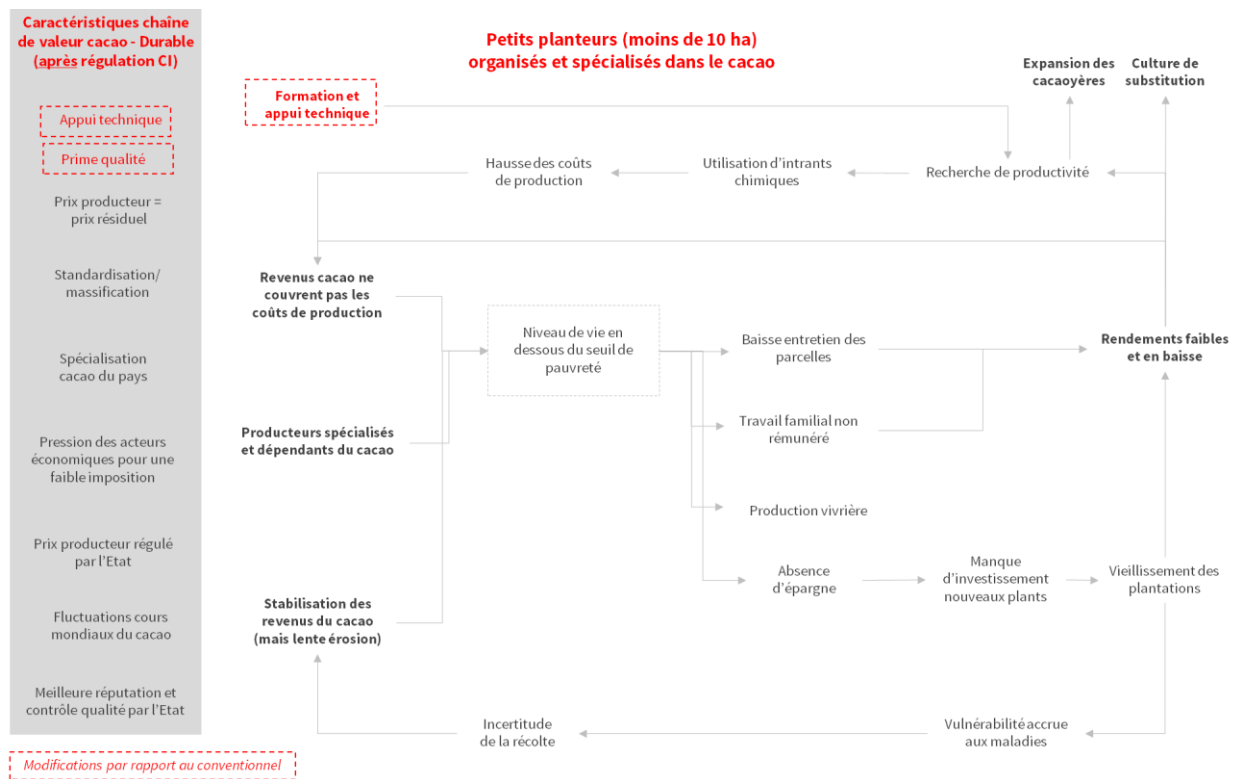 Caractéristiques chaîne
de valeur cacao - Durable
(après régulation CI)
Appui technique
Prime qualité
Prix producteur =
prix résiduel
Standardisation/
massification
Spécialisation
cacao du pays
Pression des acteurs
économiques pour une
faible imposition
Prix producteur régulé
par l'Etat
Fluctuations cours
mondiaux du cacao
Meilleure réputation et
contrôle qualité par l'Etat
Modifications par rapport au conventionnel
Petits planteurs (moins de 10 ha)
organisés et spécialisés dans le cacao
Expansion des
cacaoyères
Culture de
substitution
Formation et
appui technique
Hausse des coûts
de production
Utilisation d'intrants
chimiques
Recherche de productivité
Revenus cacao ne
couvrent pas les
coûts de production
Niveau de vie en
dessous du seuil de
pauvreté
Baisse entretien des
parcelles
Rendements faibles
et en baisse
Producteurs spécialisés
et dépendants du cacao
Travail familial non
rémunéré
Production vivrière
Absence
d'épargne
Manque
d'investissement
nouveaux plants
Vieillissement des
plantations
Stabilisation des
revenus du cacao
(mais lente érosion)
Incertitude
de la récolte
Vulnérabilité accrue
aux maladies